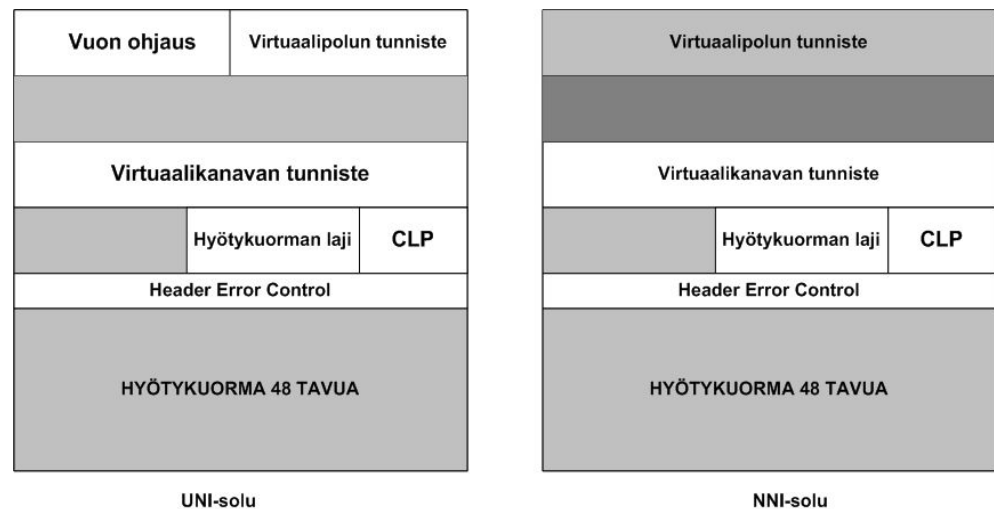 Vuon ohjaus
Virtuaalipolun tunniste
Virtuaalikanavan tunniste
Hyötykuorman laji
CLP
Header Error Control
HYÖTYKUORMA 48 TAVUA
UNI-solu
Virtuaalipolun tunniste
Virtuaalikanavan tunniste
Hyötykuorman laji
CLP
Header Error Control
HYÖTYKUORMA 48 TAVUA
NNI-solu